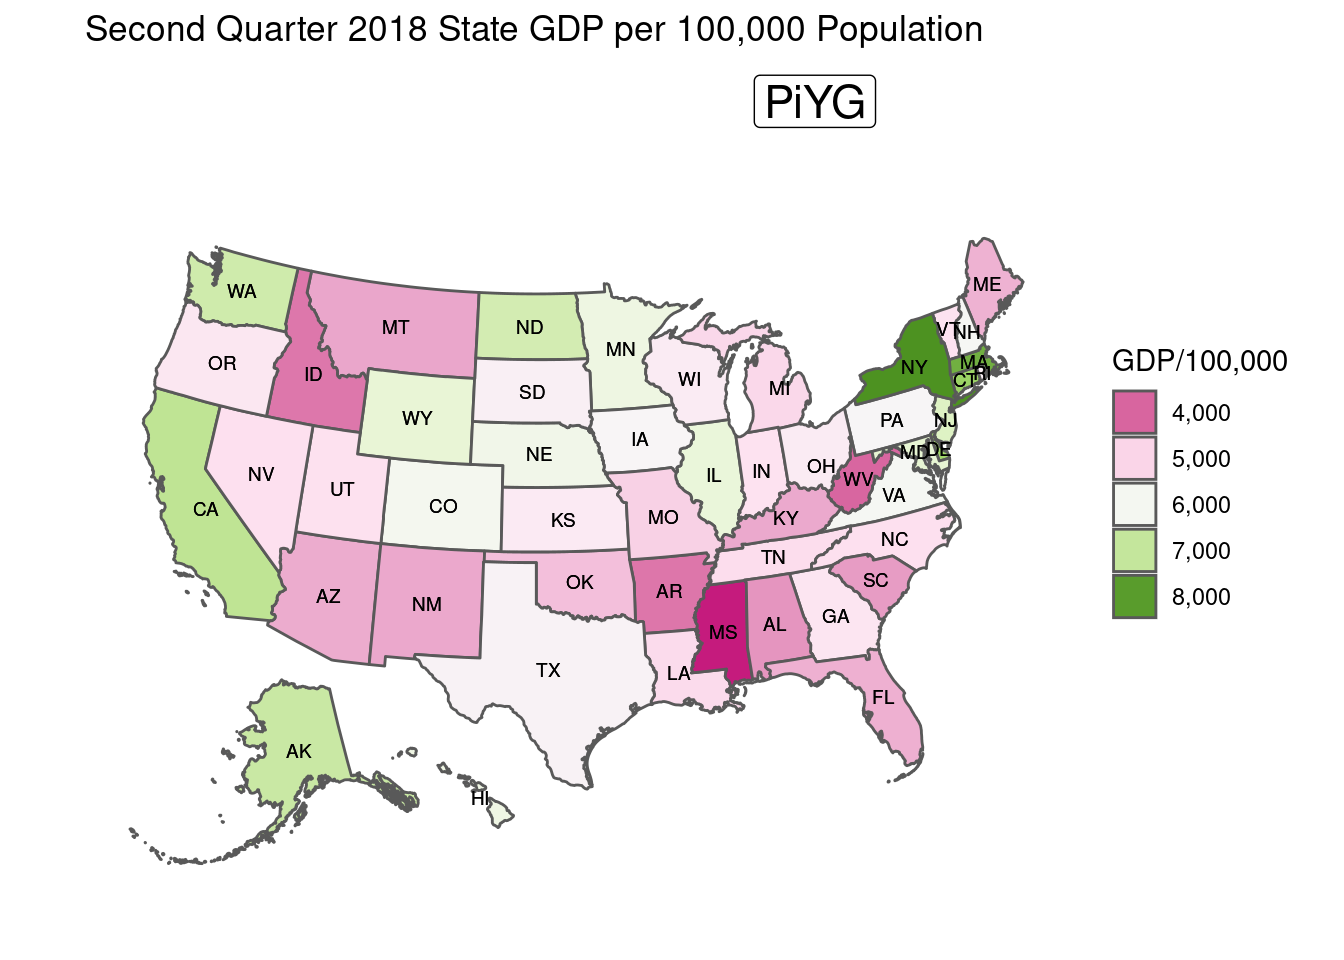 Second Quarter 2018 State GDP per 100,000 Population
PiYG
WA
OR
CA
ID
NV
MT
WY
UT
AZ
CO
NM
ND
SD
NE
KS
OK
TX
MN
IA
MO
AR
LA
WI
IL
MI
IN
OH
KY
TN
MS
AL
GA
FL
SC
NC
VA
WV
PA
NY
VT
NH
ME
MA
RI
CT
NJ
DE
MD
AK
HI
GDP/100,000
4,000
5,000
6,000
7,000
8,000